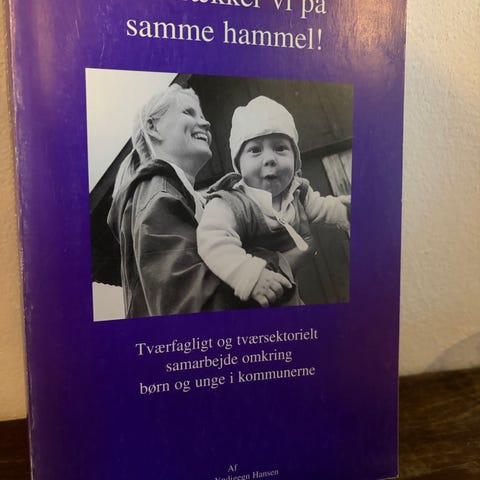 vi på
samme hammel!
Tværfagligt og tværsektorielt
samarbejde omkring
børn og unge i kommunerne
Af
Hansen